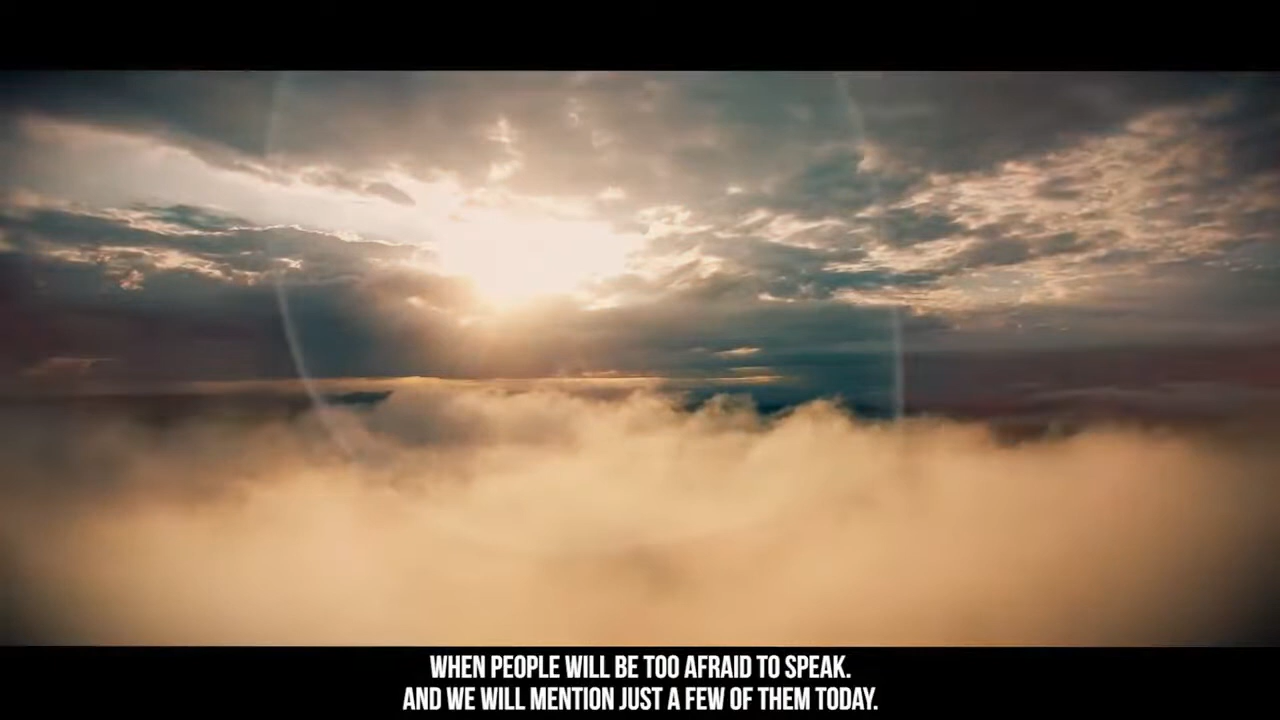 WHEN PEOPLE WILL BE TOO AFRAID TO SPEAK.
AND WE WILL MENTION JUST A FEW OF THEM TODAY.